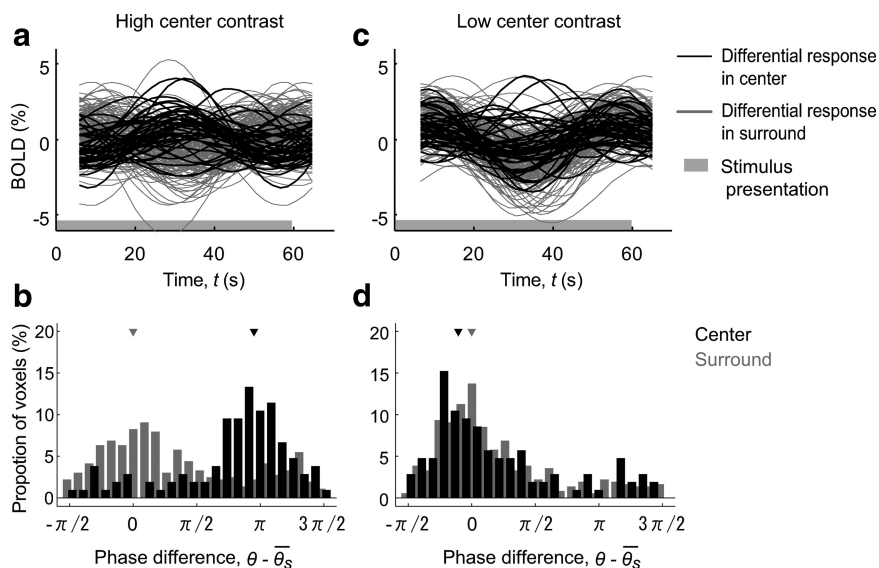 High center contrast
Low center contrast
a
c
5
0
-5
BOLD (%)
0
20
40
60
Time, t (s)
5
0
-5
0
20
40
60
Time, t (s)
Differential response
in center
Differential response
in surround
Stimulus
presentation
b
d
20
15
10
5
0
Propotion of voxels (%)
-π/2
0
π/2
π
3π/2
Phase difference, θ - θ̅s
20
15
10
5
0
-π/2
0
π/2
π
3π/2
Phase difference, θ - θ̅s
Center
Surround